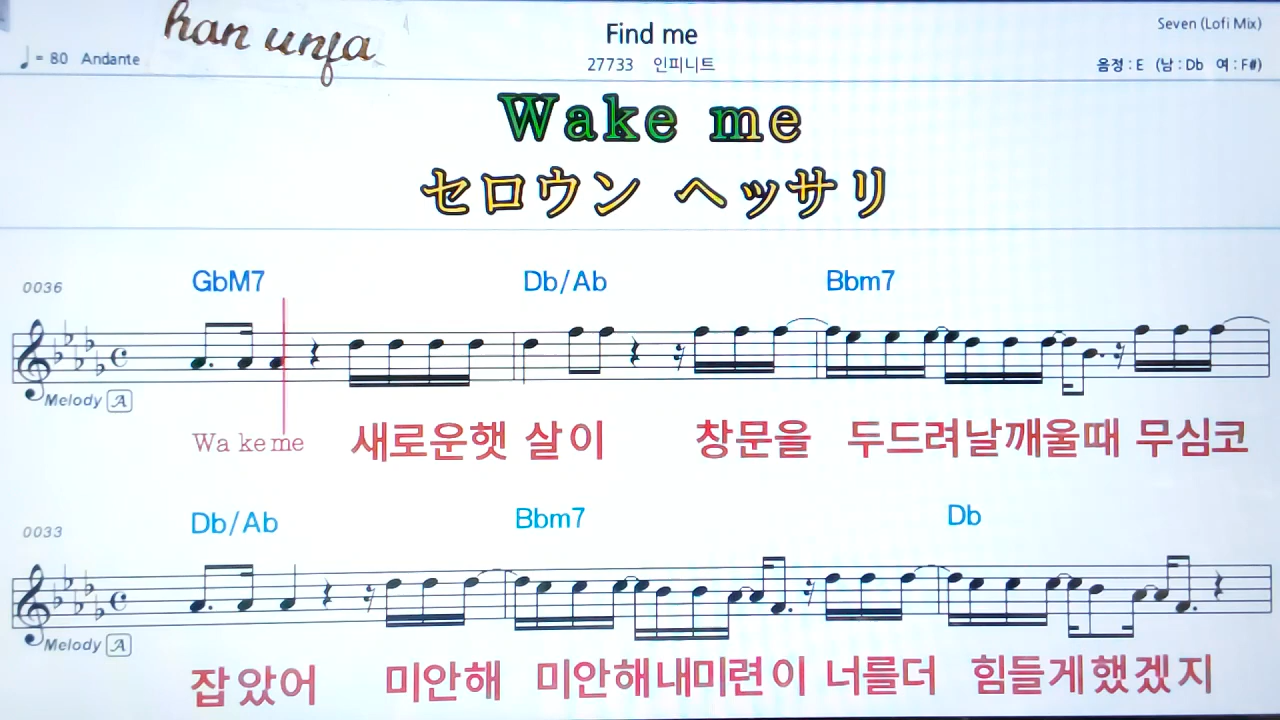 han unja
Find me
Seven (Lofi Mix)
♩ = 80 Andante
27733 인피니트
음정 : E (남 : Db 여 : F#)
Wake me
セロウン ヘッサリ
0036
GbM7 Db/Ab Bbm7
Melody A
Wa ke me 새로운햇 살이 창문을 두드려날깨울때 무심코
0033
Db/Ab Bbm7 Db
Melody A
잡았어 미안해 미안해내미련이 너를더 힘들게했겠지